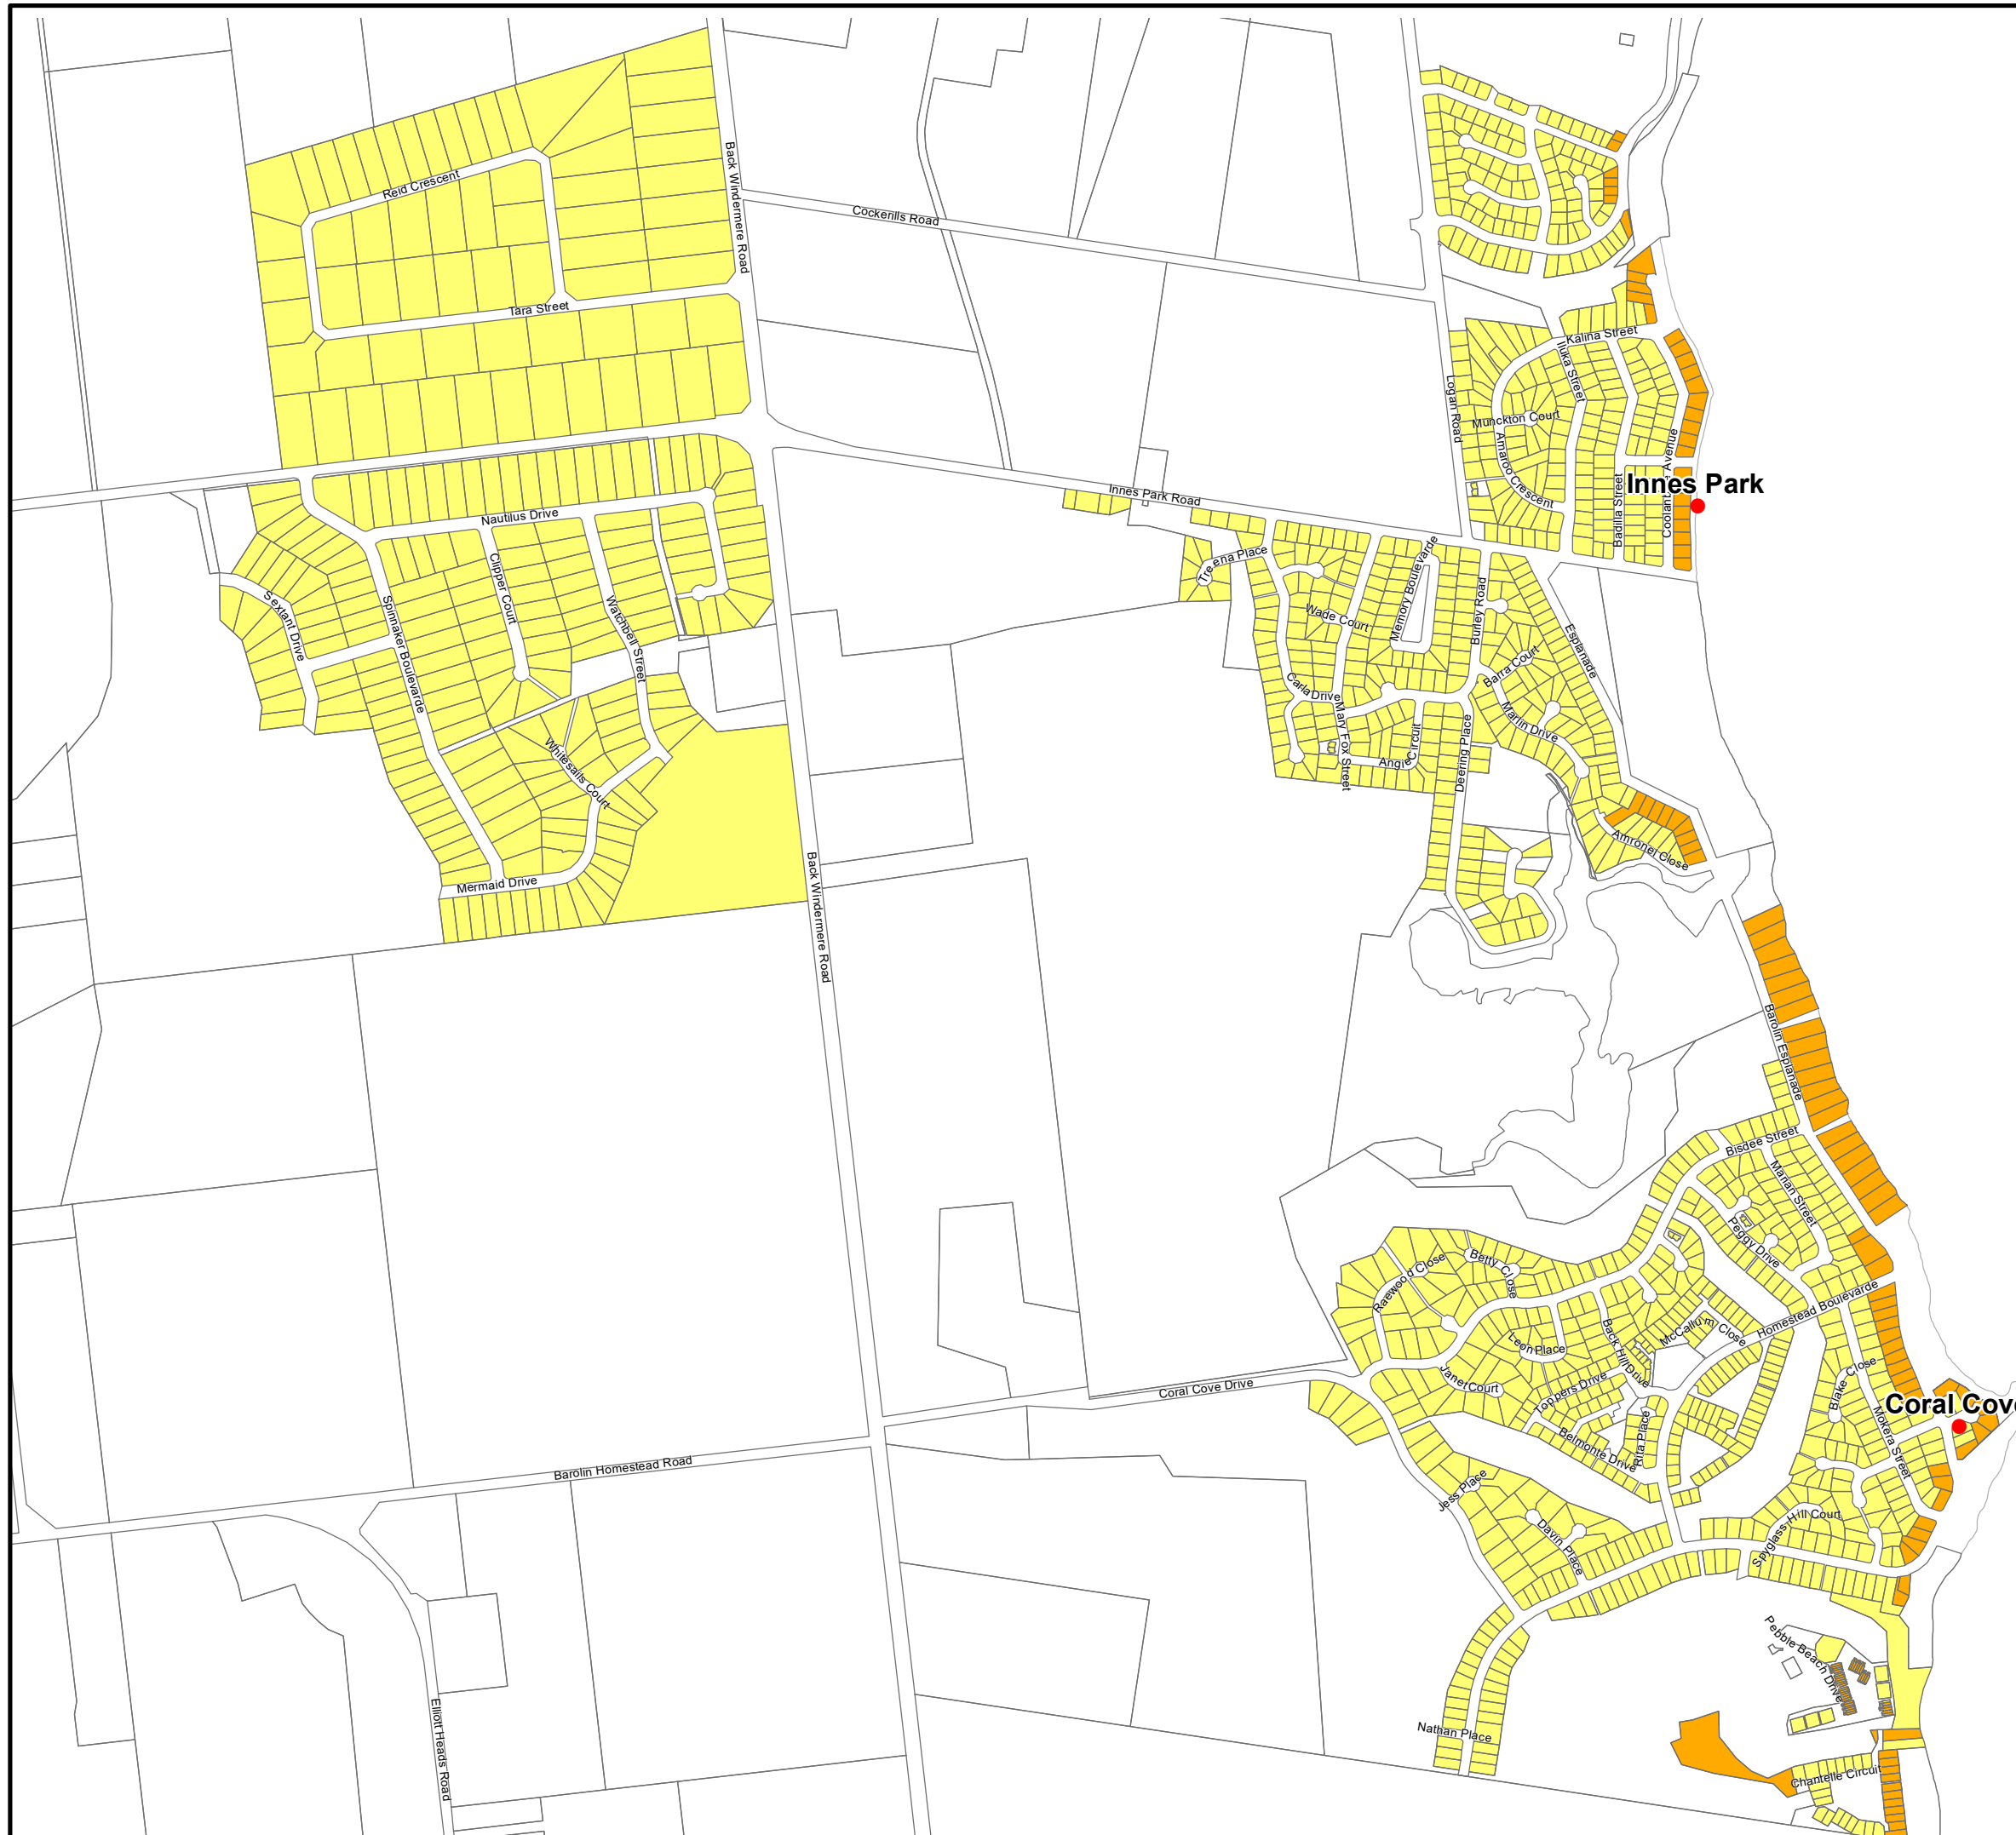 Back Windermere Road
Reid Crescent
Cockerills Road
Tara Street
Kalina Street
Iluka Street
Logan Road
Munckton Court
Amaroo Crescent
Avenue
Innes Park
Badilla Street
Innes Park Road
Nautilus Drive
Clipper Court
Treena Place
Memory Boulevarde
Sextant Drive
Spinnaker Boulevarde
Watchbell Street
Wade Court
Burley Road
Esplanade
Barra Court
Carla Drive
Mary Fox Street
Marlin Drive
Angie Circuit
Deering Place
Whitesails Court
Amronel Close
Mermaid Drive
Back Windermere Road
Barolin Esplanade
Bisdee Street
Manan Street
Peggy Drive
Raewood Close
Betty Close
Homestead Boulevarde
McCallum Close
Back Hill Drive
Leon Place
Janet Court
Toppers Drive
Coral Cove Drive
Blake Close
Coral Cove
Mokera Street
Rita Place
Belmonte Drive
Barolin Homestead Road
Jess Place
Davin Place
Spyglass Hill Court
Pebble Beach Drive
Elliott Heads Road
Nathan Place
Chantelle Circuit